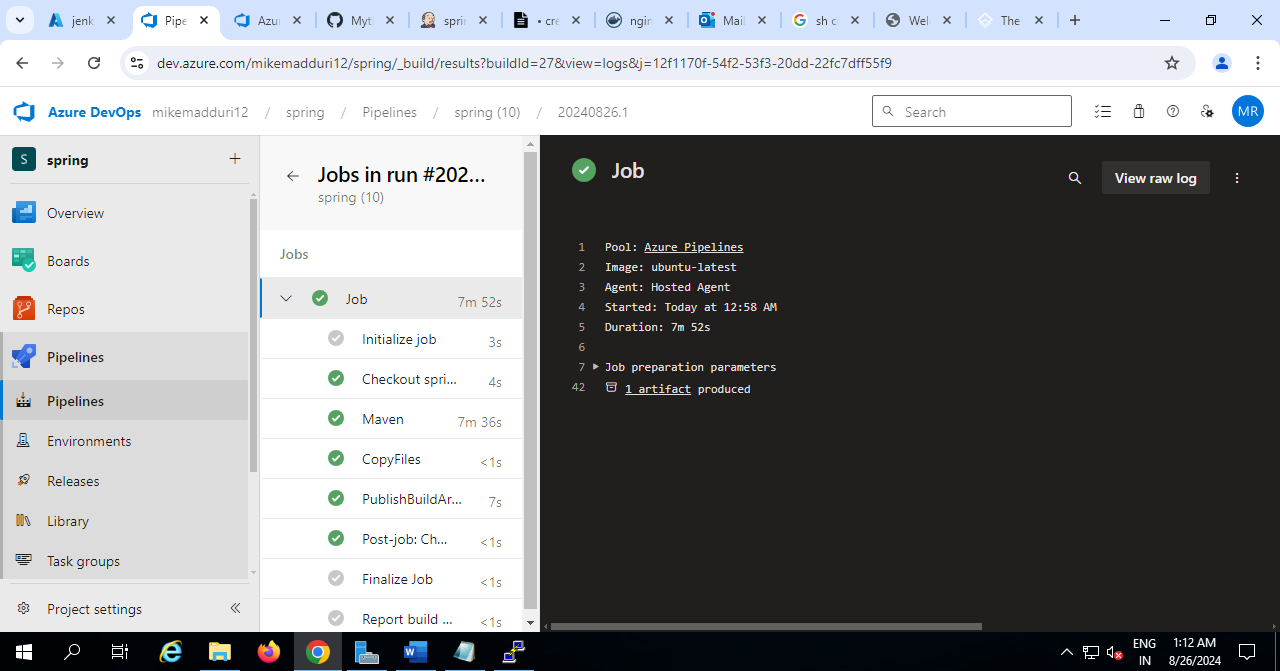 jenk
Pipe
Azu
Myt
sprin
• cre
ngin
Mail
sh c
Wel
The
dev.azure.com/mikemadduri12/spring/_build/results?buildId=27&view=logs&j=12f1170f-54f2-53f3-20dd-22fc7dff55f9
Azure DevOps mikemadduri12 / spring / Pipelines / spring (10) / 20240826.1
Search
MR
S spring
Overview
Boards
Repos
Pipelines
Pipelines
Environments
Releases
Library
Task groups
Project settings
Jobs in run #202...
spring (10)
Jobs
Job 7m 52s
Initialize job 3s
Checkout spri... 4s
Maven 7m 36s
CopyFiles <1s
PublishBuildAr... 7s
Post-job: Ch... <1s
Finalize Job <1s
Report build ... <1s
Job
View raw log
1 Pool: Azure Pipelines
2 Image: ubuntu-latest
3 Agent: Hosted Agent
4 Started: Today at 12:58 AM
5 Duration: 7m 52s
6
7 Job preparation parameters
42 1 artifact produced
ENG
IN
1:12 AM
8/26/2024